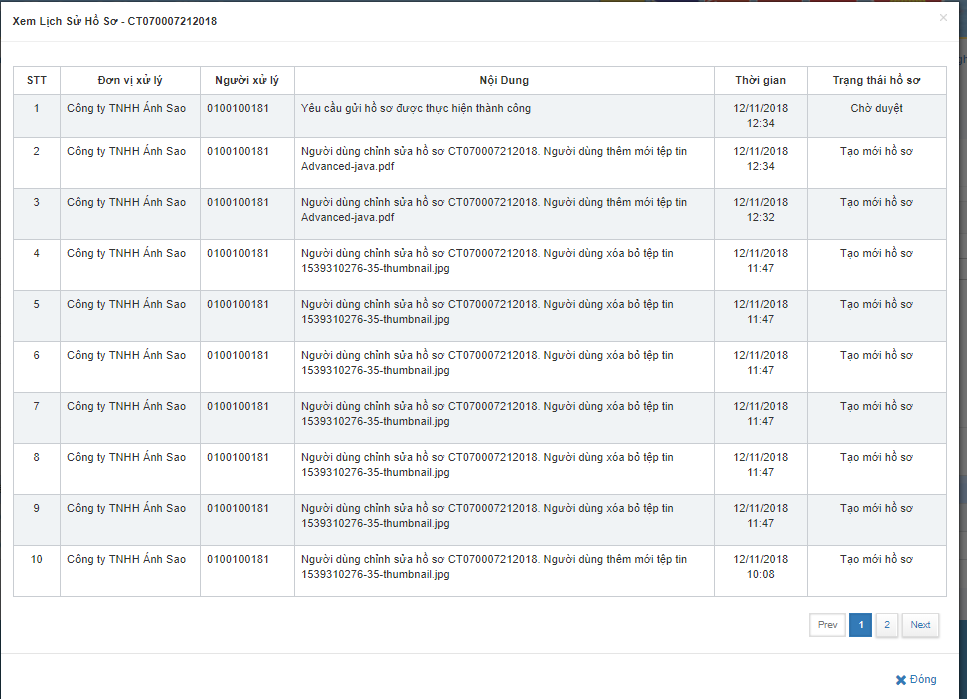 Xem Lịch Sử Hồ Sơ - CT070007212018
×
STT Đơn vị xử lý Người xử lý Nội Dung Thời gian Trạng thái hồ sơ
1 Công ty TNHH Ánh Sao 0100100181 Yêu cầu gửi hồ sơ được thực hiện thành công 12/11/2018 Chờ duyệt
12:34
2 Công ty TNHH Ánh Sao 0100100181 Người dùng chỉnh sửa hồ sơ CT070007212018. Người dùng thêm mới tệp tin 12/11/2018 Tạo mới hồ sơ
Advanced-java.pdf 12:34
3 Công ty TNHH Ánh Sao 0100100181 Người dùng chỉnh sửa hồ sơ CT070007212018. Người dùng thêm mới tệp tin 12/11/2018 Tạo mới hồ sơ
Advanced-java.pdf 12:32
4 Công ty TNHH Ánh Sao 0100100181 Người dùng chỉnh sửa hồ sơ CT070007212018. Người dùng xóa bỏ tệp tin 12/11/2018 Tạo mới hồ sơ
1539310276-35-thumbnail.jpg 11:47
5 Công ty TNHH Ánh Sao 0100100181 Người dùng chỉnh sửa hồ sơ CT070007212018. Người dùng xóa bỏ tệp tin 12/11/2018 Tạo mới hồ sơ
1539310276-35-thumbnail.jpg 11:47
6 Công ty TNHH Ánh Sao 0100100181 Người dùng chỉnh sửa hồ sơ CT070007212018. Người dùng xóa bỏ tệp tin 12/11/2018 Tạo mới hồ sơ
1539310276-35-thumbnail.jpg 11:47
7 Công ty TNHH Ánh Sao 0100100181 Người dùng chỉnh sửa hồ sơ CT070007212018. Người dùng xóa bỏ tệp tin 12/11/2018 Tạo mới hồ sơ
1539310276-35-thumbnail.jpg 11:47
8 Công ty TNHH Ánh Sao 0100100181 Người dùng chỉnh sửa hồ sơ CT070007212018. Người dùng xóa bỏ tệp tin 12/11/2018 Tạo mới hồ sơ
1539310276-35-thumbnail.jpg 11:47
9 Công ty TNHH Ánh Sao 0100100181 Người dùng chỉnh sửa hồ sơ CT070007212018. Người dùng xóa bỏ tệp tin 12/11/2018 Tạo mới hồ sơ
1539310276-35-thumbnail.jpg 11:47
10 Công ty TNHH Ánh Sao 0100100181 Người dùng chỉnh sửa hồ sơ CT070007212018. Người dùng thêm mới tệp tin 12/11/2018 Tạo mới hồ sơ
1539310276-35-thumbnail.jpg 10:08
Prev 1 2 Next
Đóng